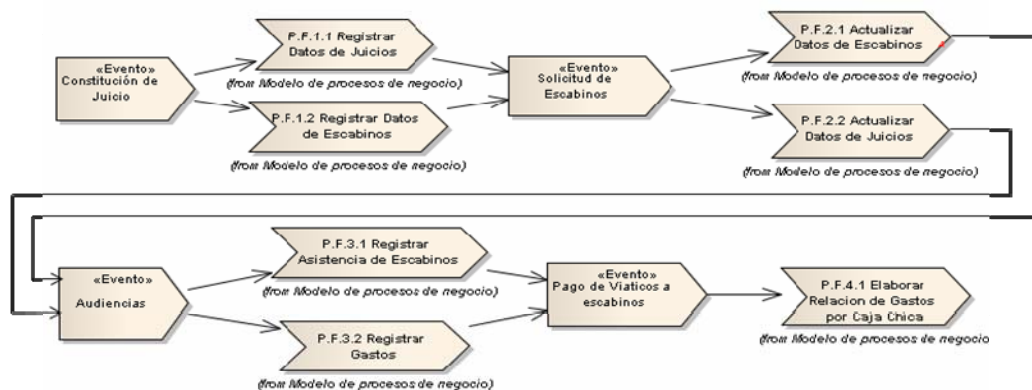 «Evento»
Constitución de
Juicio
P.F.1.1 Registrar
Datos de Juicios
(from Modelo de procesos de negocio)
P.F.1.2 Registrar Datos
de Escabinos
(from Modelo de procesos de negocio)
«Evento»
Solicitud de
Escabinos
P.F.2.1 Actualizar
Datos de Escabinos
(from Modelo de procesos de negocio)
P.F.2.2 Actualizar
Datos de Juicios
(from Modelo de procesos de negocio)
«Evento»
Audiencias
P.F.3.1 Registrar
Asistencia de Escabinos
(from Modelo de procesos de negocio)
P.F.3.2 Registrar
Gastos
(from Modelo de procesos de negocio)
«Evento»
Pago de Viaticos a
escabinos
P.F.4.1 Elaborar
Relacion de Gastos
por Caja Chica
(from Modelo de procesos de negocio